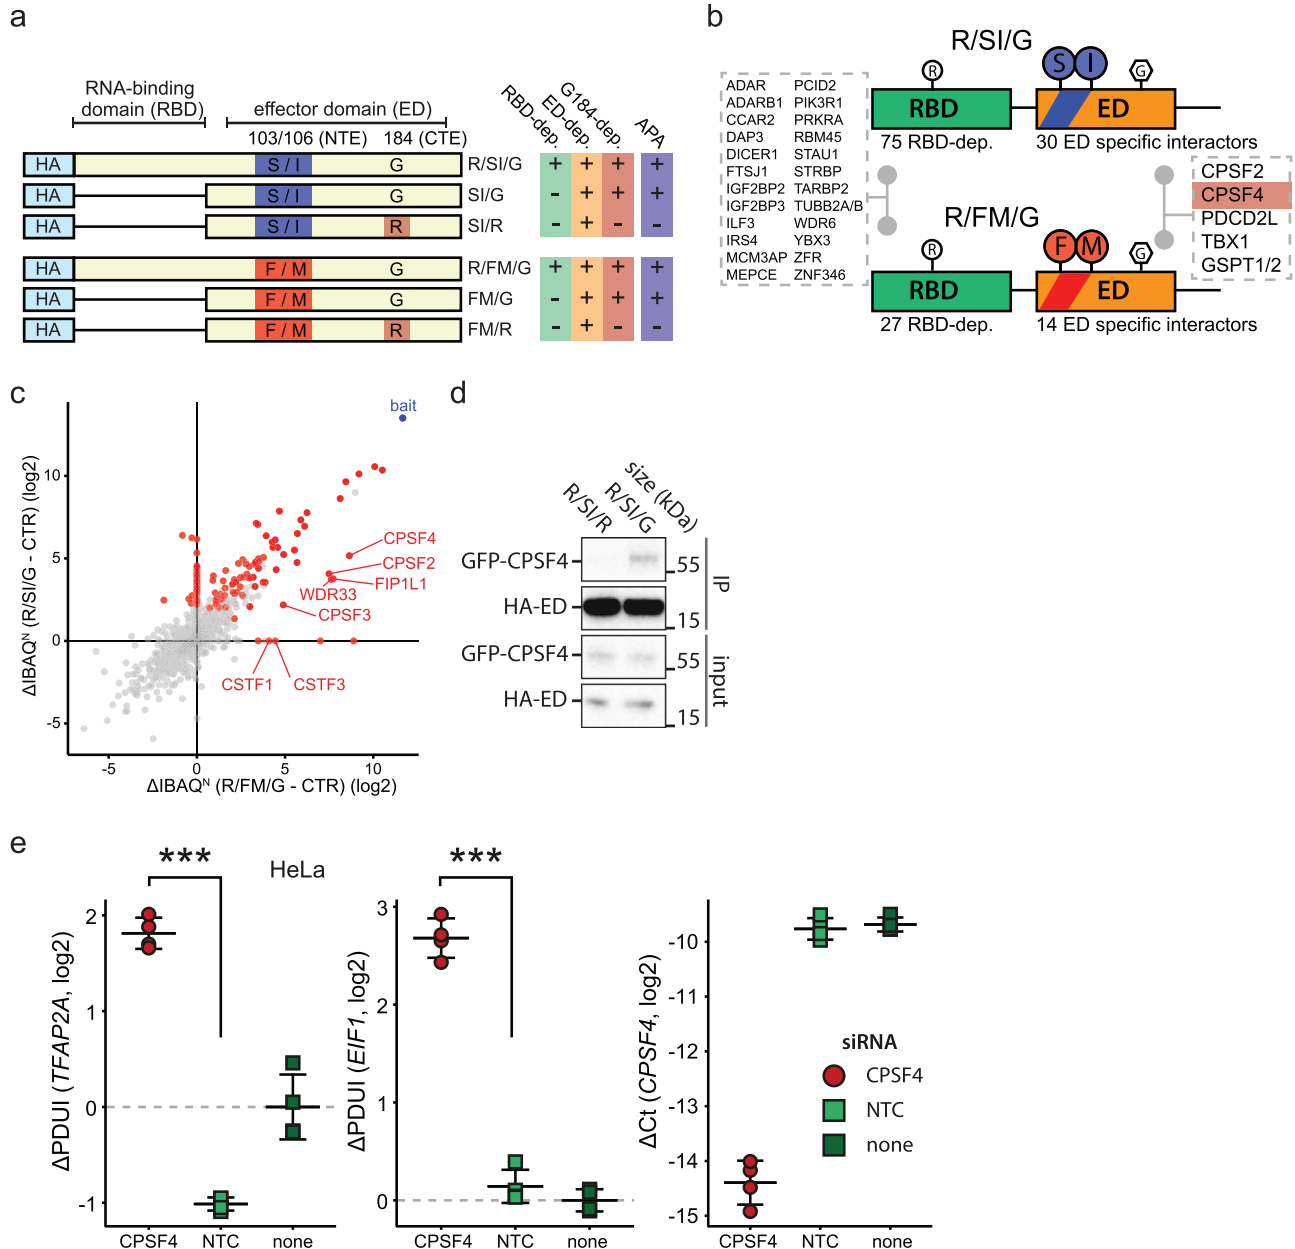 a
RNA-binding
domain (RBD)
effector domain (ED)
103/106 (NTE)
184 (CTE)
RBD-dep.
ED-dep.
G184-dep.
APA
HA
S / I
G
R/SI/G
+
+
+
+
HA
S / I
G
SI/G
-
+
+
+
HA
S / I
R
SI/R
-
+
-
-
HA
F / M
G
R/FM/G
+
+
+
+
HA
F / M
G
FM/G
-
+
+
+
HA
F / M
R
FM/R
-
+
-
-
b
R/SI/G
R
S
I
G
RBD
ED
75 RBD-dep.
30 ED specific interactors
ADAR PCID2
ADARB1 PIK3R1
CCAR2 PRKRA
DAP3 RBM45
DICER1 STAU1
FTSJ1 STRBP
IGF2BP2 TARBP2
IGF2BP3 TUBB2A/B
ILF3 WDR6
IRS4 YBX3
MCM3AP ZFR
MEPCE ZNF346
CPSF2
CPSF4
PDCD2L
TBX1
GSPT1/2
R/FM/G
R
F
M
G
RBD
ED
27 RBD-dep.
14 ED specific interactors
c
ΔIBAQᴺ (R/SI/G - CTR) (log2)
10
5
0
-5
bait
CPSF4
CPSF2
FIP1L1
WDR33
CPSF3
CSTF1
CSTF3
-5
0
5
10
ΔIBAQᴺ (R/FM/G - CTR) (log2)
d
R/SI/R
R/SI/G
size (kDa)
GFP-CPSF4
55
HA-ED
15
IP
GFP-CPSF4
55
HA-ED
15
input
e
HeLa
***
ΔPDUI (TFAP2A, log2)
2
1
0
-1
CPSF4
NTC
none
***
ΔPDUI (EIF1, log2)
3
2
1
0
CPSF4
NTC
none
ΔCt (CPSF4, log2)
-10
-11
-12
-13
-14
-15
CPSF4
NTC
none
siRNA
CPSF4
NTC
none